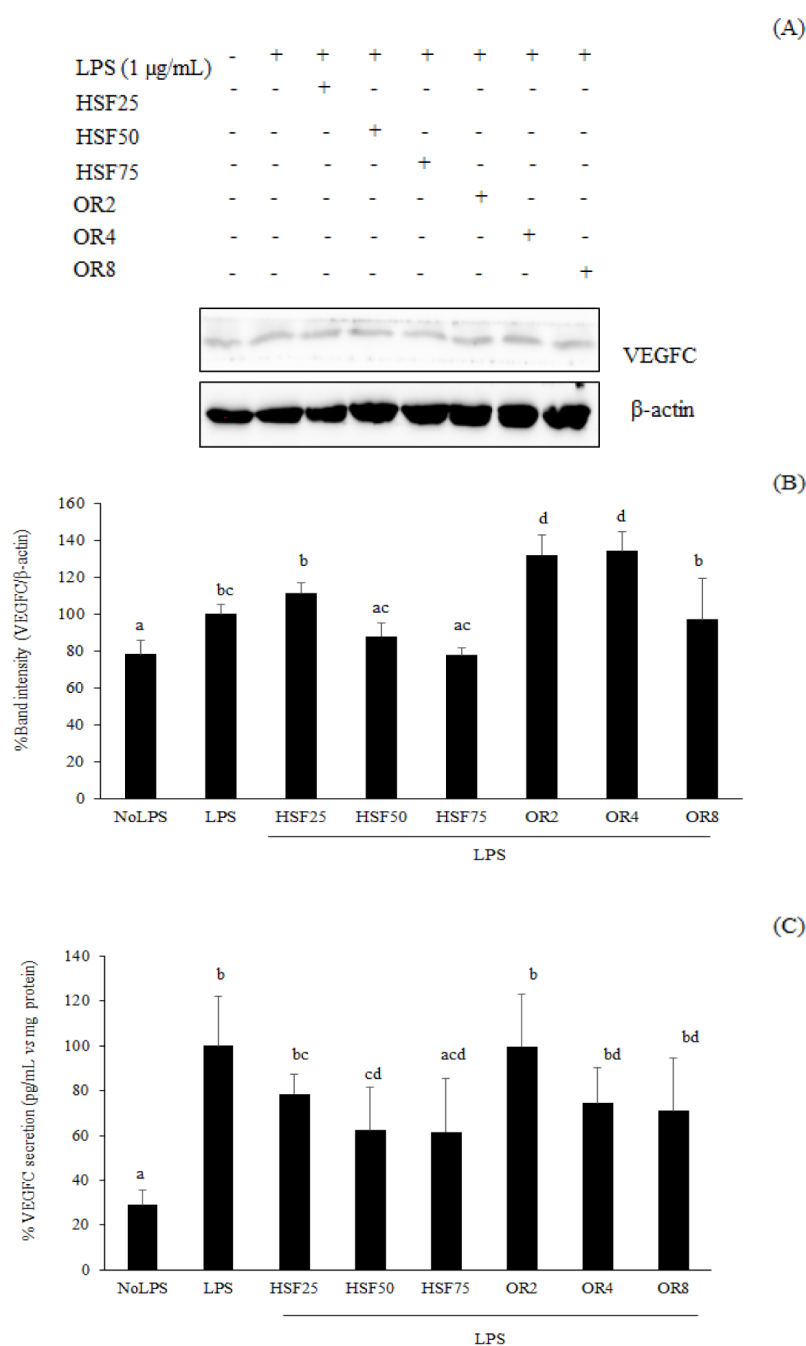 (A)
LPS (1 μg/mL) - + + + + + + +
HSF25 - - + - - - - -
HSF50 - - - + - - - -
HSF75 - - - - + - - -
OR2 - - - - - + - -
OR4 - - - - - - + -
OR8 - - - - - - - +
VEGFC
β-actin
(B)
%Band intensity (VEGFC/β-actin)
160
140
120
100
80
60
40
20
0
a bc b ac ac d d b
NoLPS LPS HSF25 HSF50 HSF75 OR2 OR4 OR8
LPS
(C)
% VEGFC secretion (pg/mL vs mg protein)
140
120
100
80
60
40
20
0
a b bc cd acd b bd bd
NoLPS LPS HSF25 HSF50 HSF75 OR2 OR4 OR8
LPS